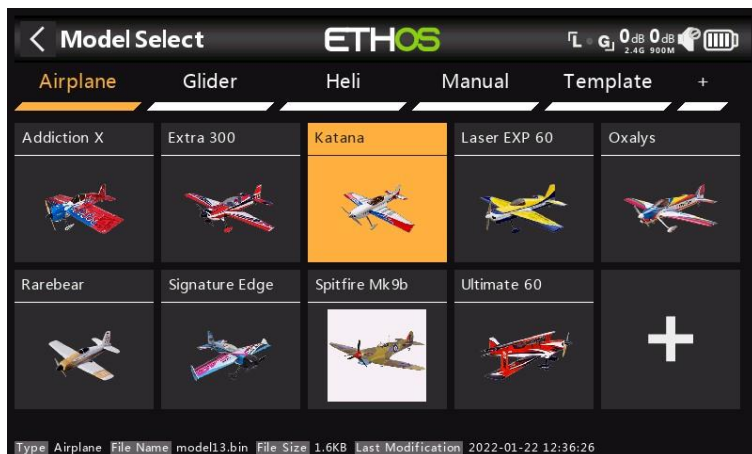 Model Select
ETHOS
L G 0dB 0dB
2.4G 900M
Airplane Glider Heli Manual Template +
Addiction X Extra 300 Katana Laser EXP 60 Oxalys
Rarebear Signature Edge Spitfire Mk9b Ultimate 60
Type Airplane File Name model13.bin File Size 1.6KB Last Modification 2022-01-22 12:36:26